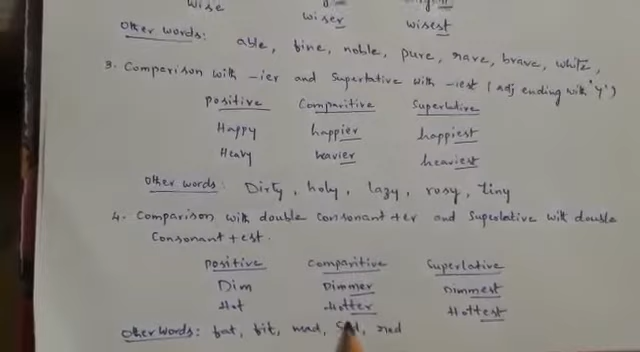 wise
wiser wisest
Other words: able, fine, noble, pure, rare, brave, white,
3. Comparison with -ier and Superlative with -iest (adj ending with 'y')
Positive Comparitive Superlative
Happy happier happiest
Heavy heavier heaviest
Other words: Dirty, holy, lazy, rosy, tiny
4. Comparison with double consonant +er and Superlative with double
Consonant + est.
Positive Comparitive Superlative
Dim Dimmer Dimmest
Hot Hotter Hottest
Other words: fat, fit, mad, red